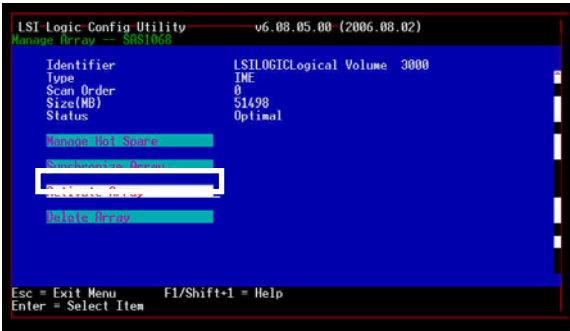 LSI Logic Config Utility v6.08.05.00 (2006.08.02)
Manage Array -- SAS1068
Identifier LSILOGICLogical Volume 3000
Type IME
Scan Order 0
Size(MB) 51498
Status Optimal
Manage Hot Spare
Synchronize Array
Activate Array
Delete Array
Esc = Exit Menu F1/Shift+1 = Help
Enter = Select Item